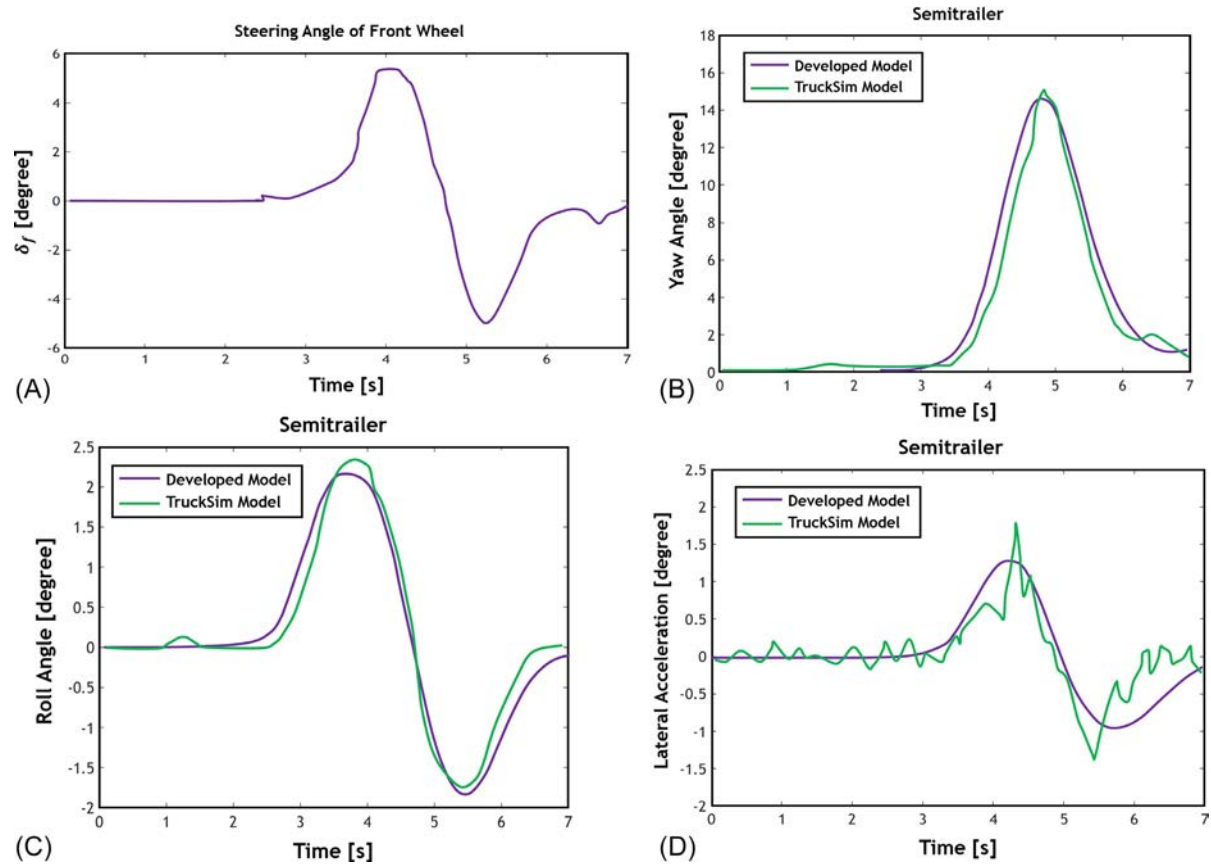 Steering Angle of Front Wheel
6
4
2
0
-2
-4
-6
0 1 2 3 4 5 6 7
δf [degree]
Time [s]
(A)
Semitrailer
Developed Model
TruckSim Model
18
16
14
12
10
8
6
4
2
0
0 1 2 3 4 5 6 7
Yaw Angle [degree]
Time [s]
(B)
Semitrailer
Developed Model
TruckSim Model
2.5
2
1.5
1
0.5
0
-0.5
-1
-1.5
-2
0 1 2 3 4 5 6 7
Roll Angle [degree]
Time [s]
(C)
Semitrailer
Developed Model
TruckSim Model
2.5
2
1.5
1
0.5
0
-0.5
-1
-1.5
-2
0 1 2 3 4 5 6 7
Lateral Acceleration [degree]
Time [s]
(D)